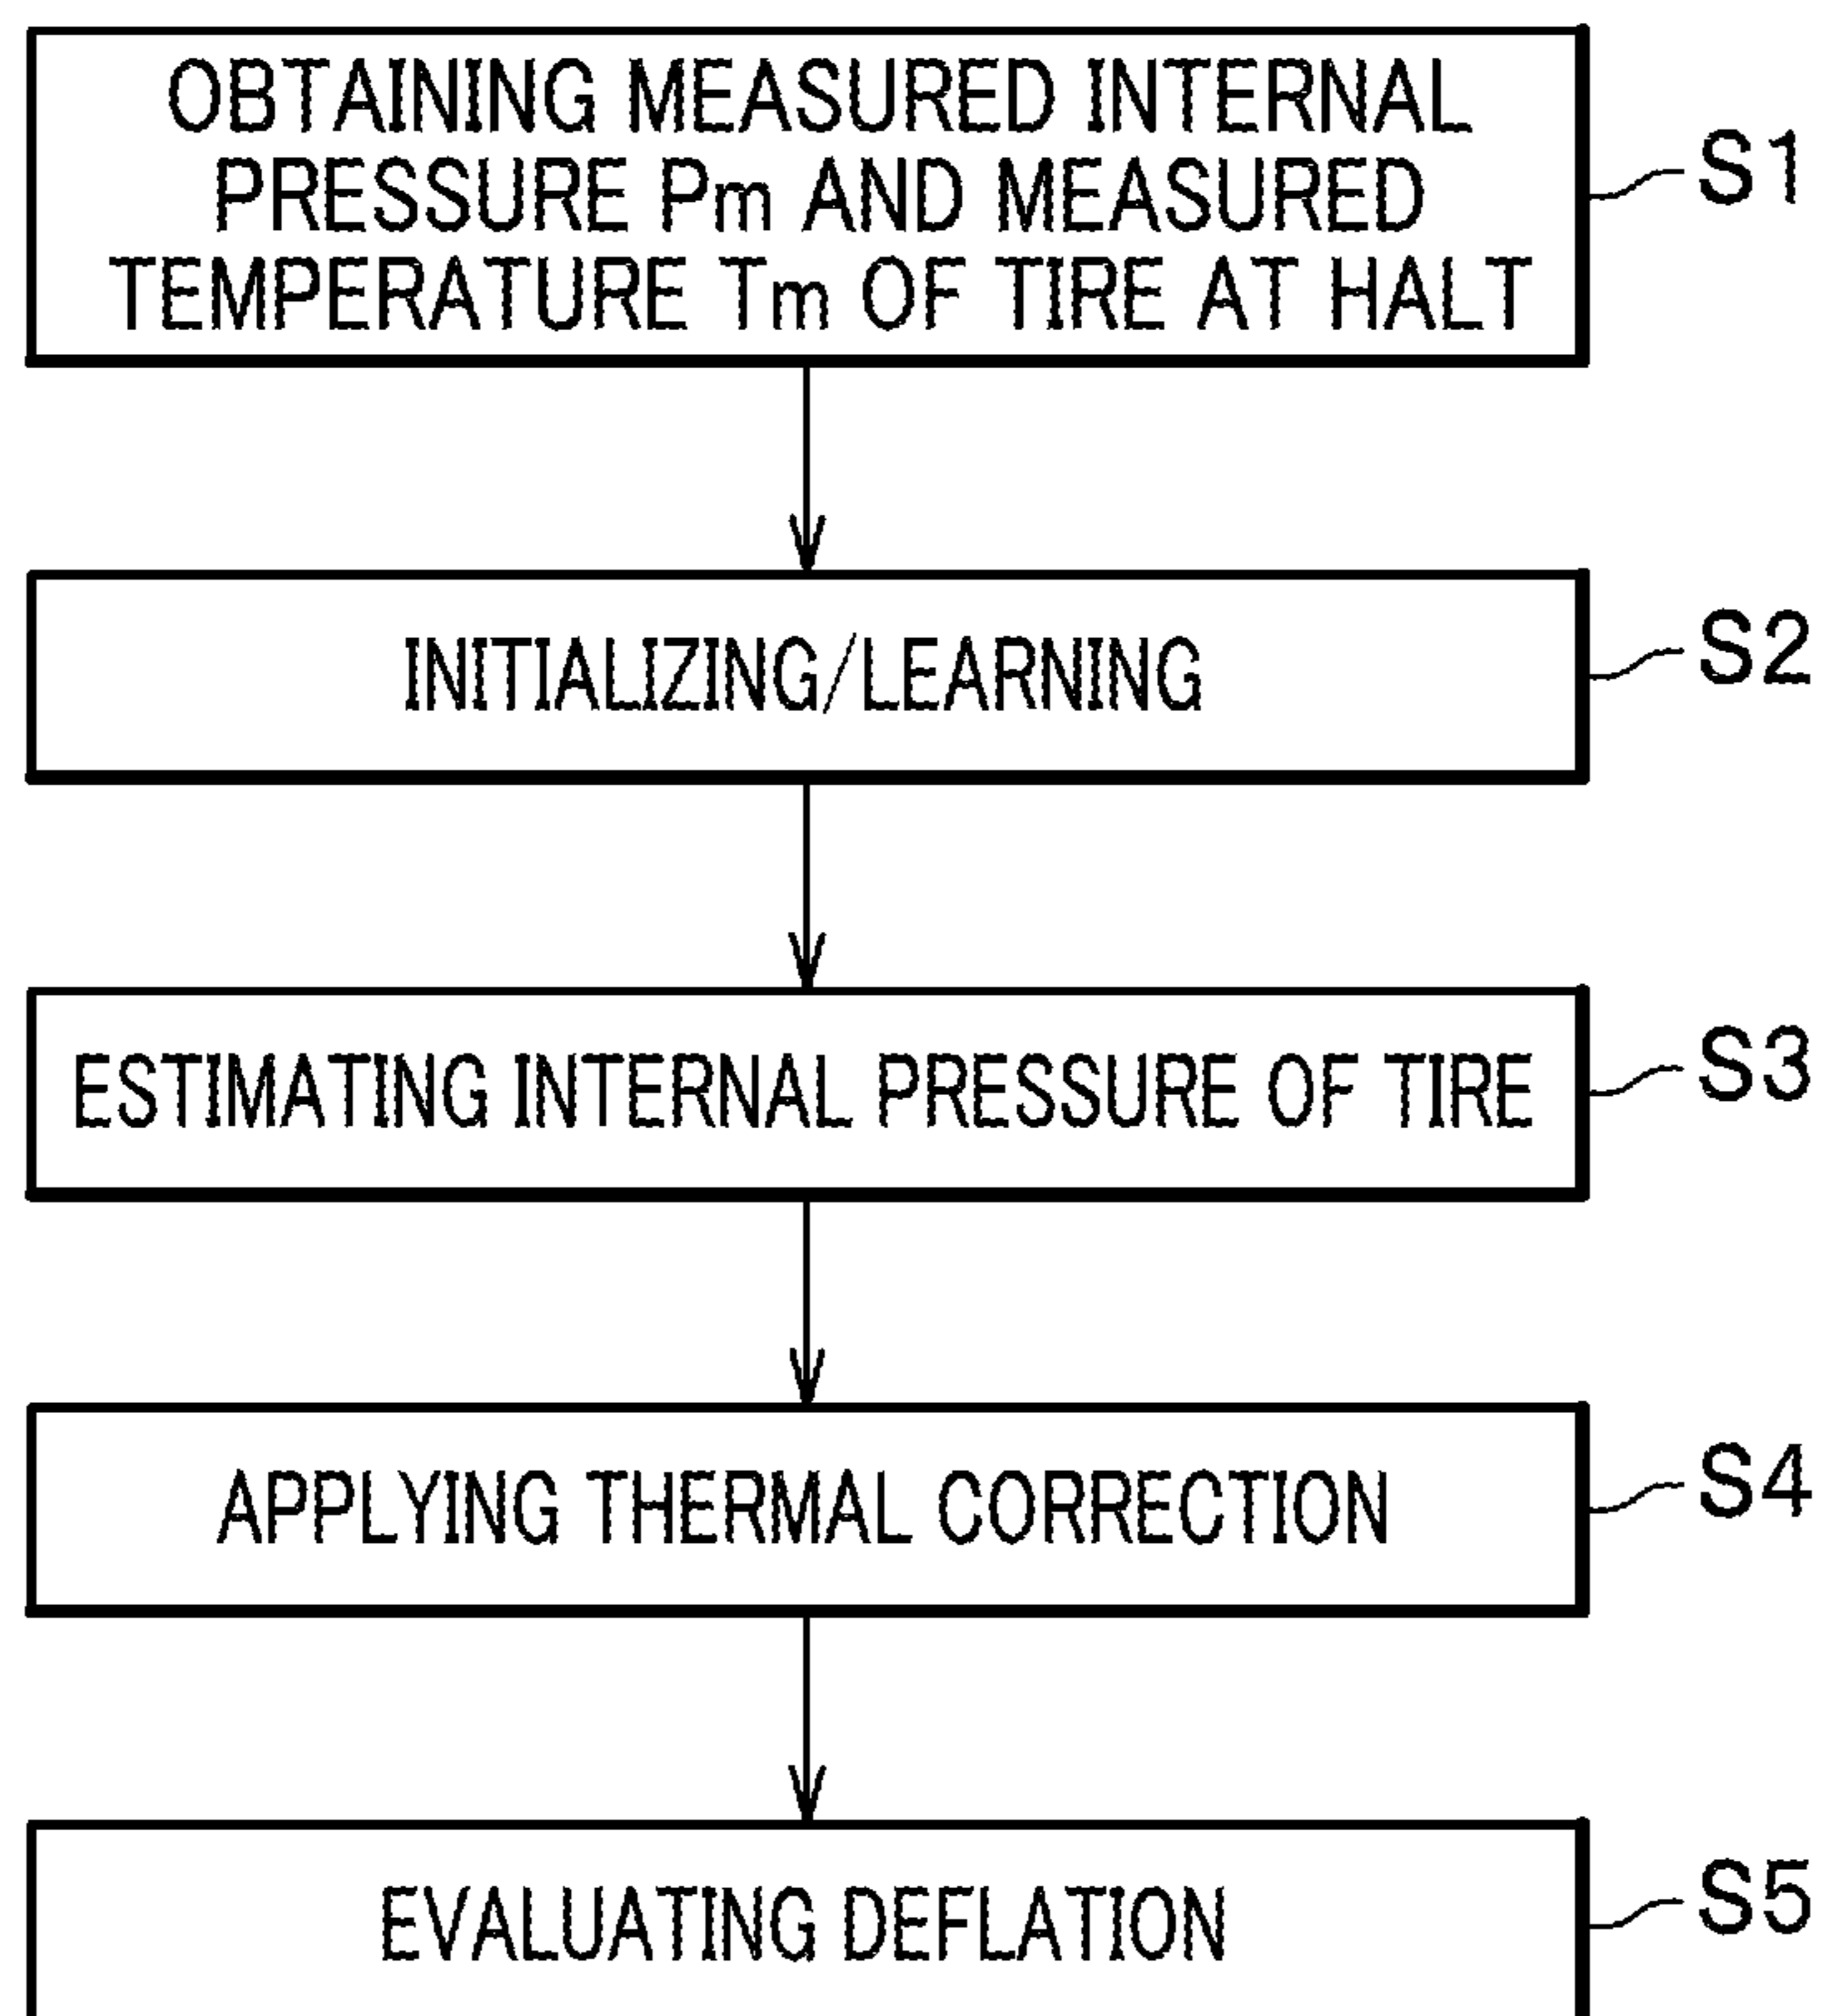 OBTAINING MEASURED INTERNAL
PRESSURE Pm AND MEASURED
TEMPERATURE Tm OF TIRE AT HALT
S1
INITIALIZING/LEARNING
S2
ESTIMATING INTERNAL PRESSURE OF TIRE
S3
APPLYING THERMAL CORRECTION
S4
EVALUATING DEFLATION
S5